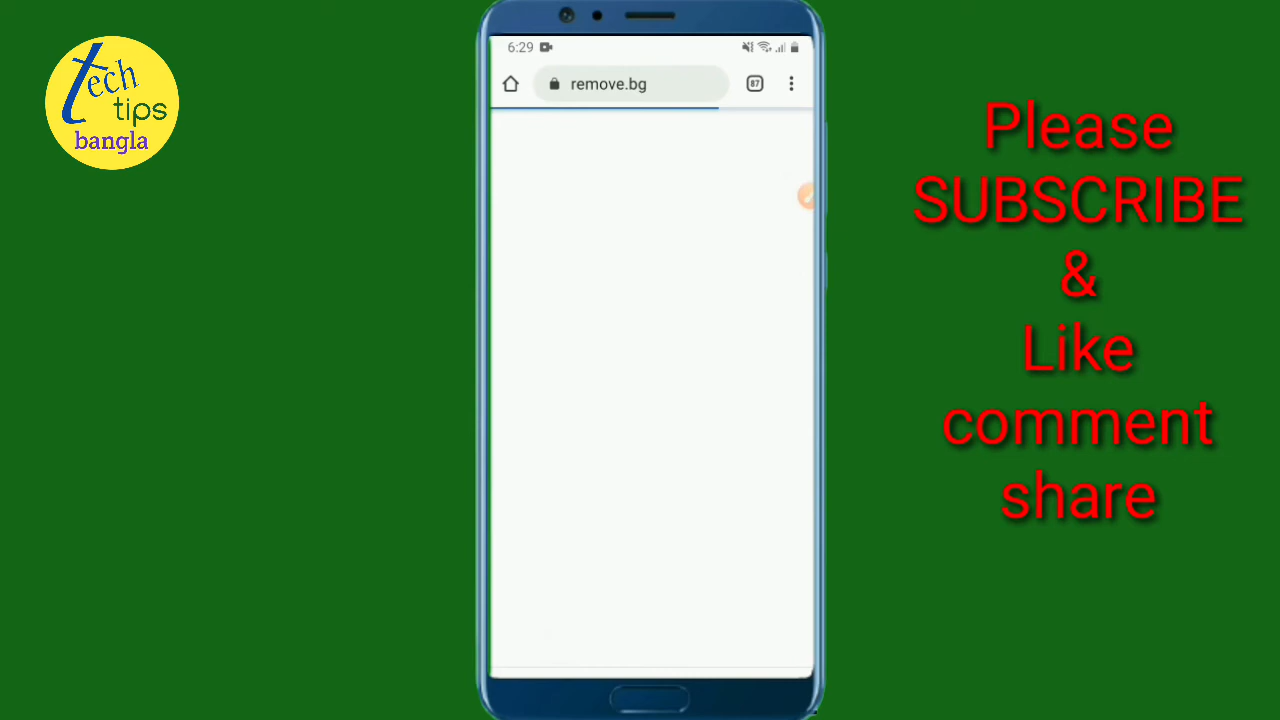 tech
tips
bangla
6:29
remove.bg
87
Please
SUBSCRIBE
&
Like
comment
share